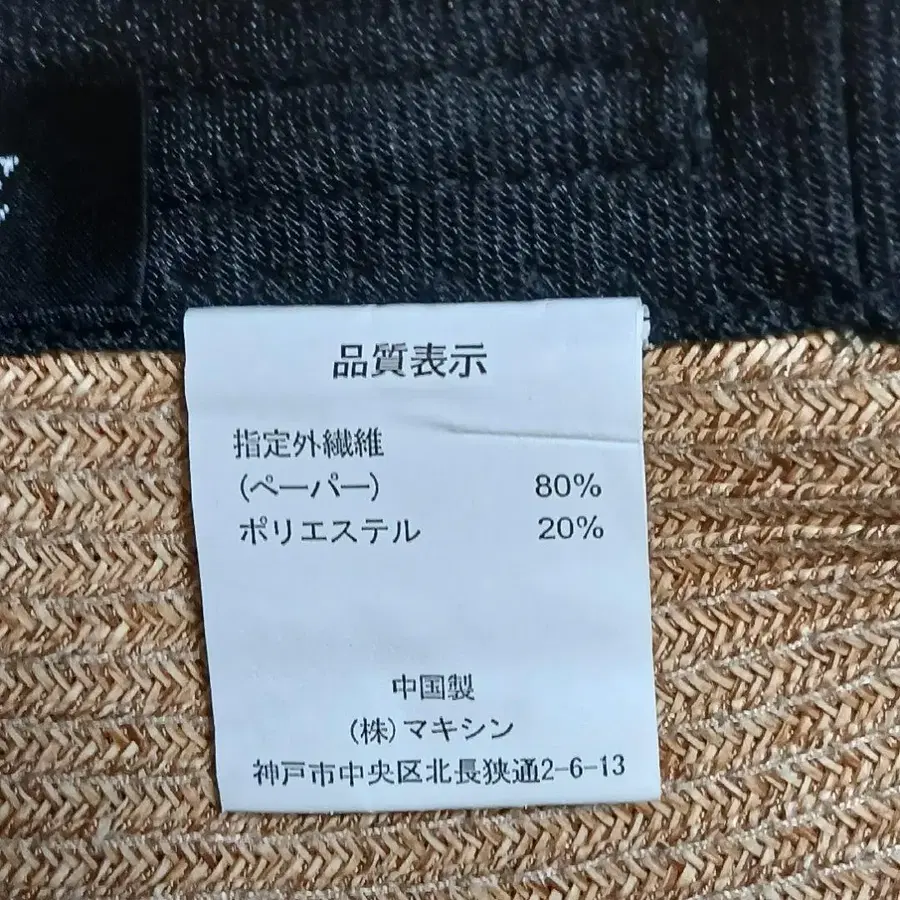 品質表示
指定外繊維
(ペーパー) 80%
ポリエステル 20%
中国製
(株)マキシン
神戸市中央区北長狭通2-6-13